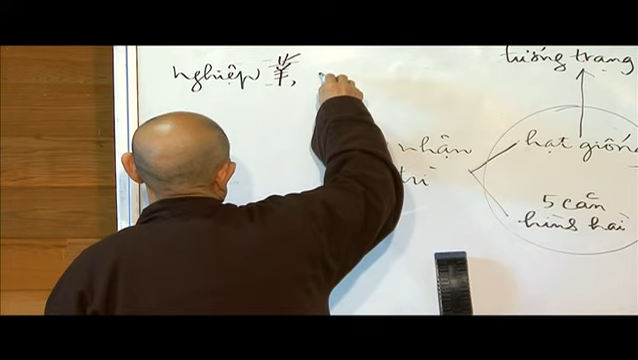 tướng trạng
nghiệp 業,
nhận
hạt giống
5 căn
hình hài